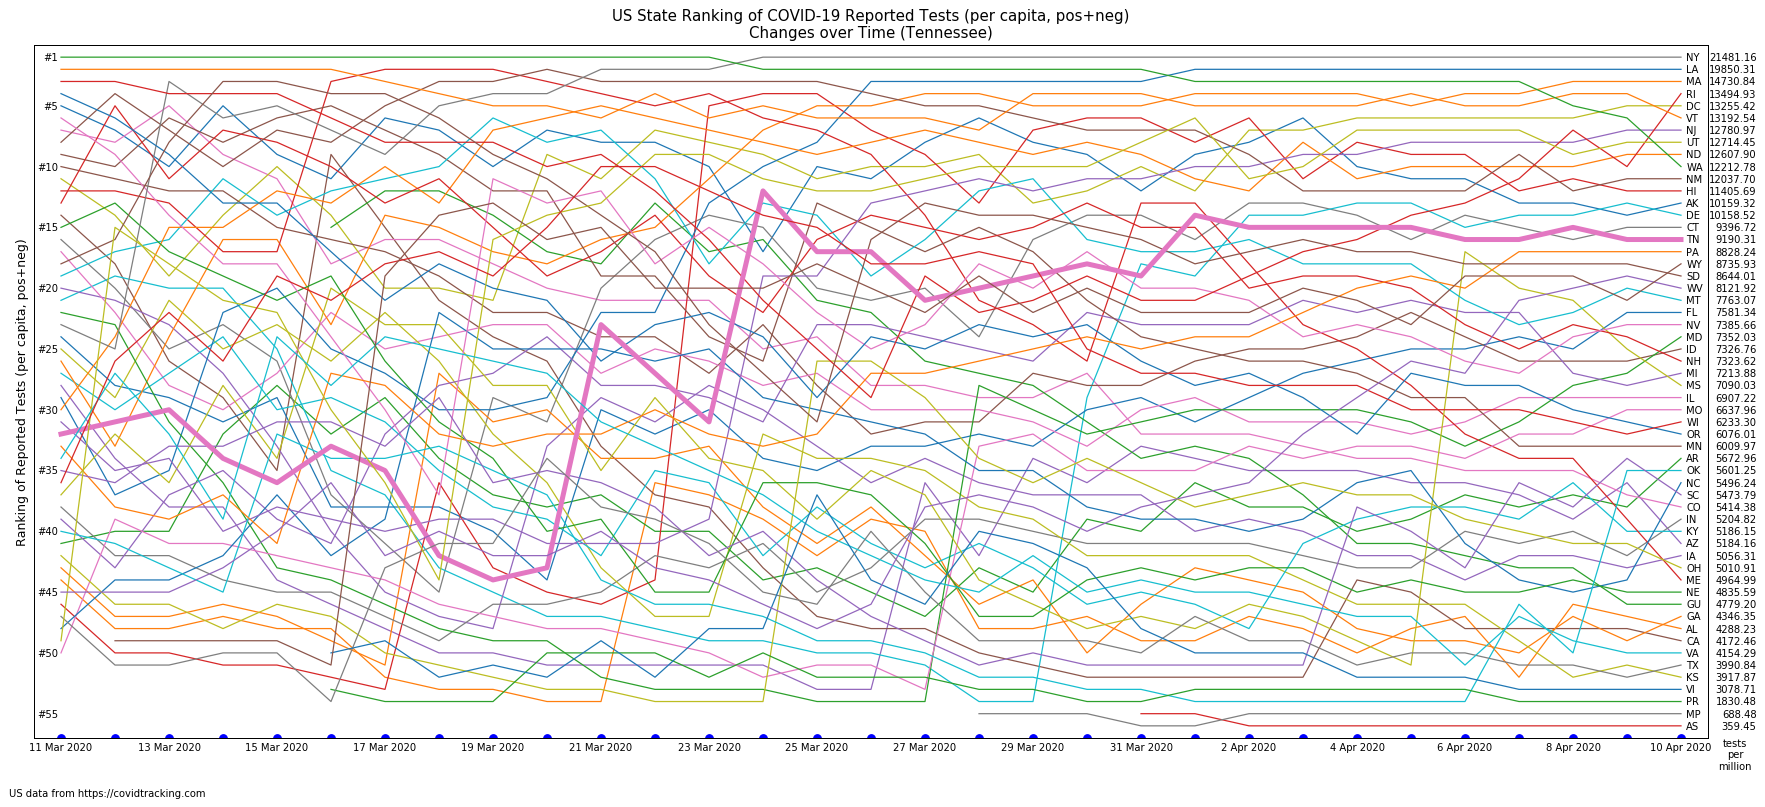 US State Ranking of COVID-19 Reported Tests (per capita, pos+neg)
Changes over Time (Tennessee)
Ranking of Reported Tests (per capita, pos+neg)
#1
#5
#10
#15
#20
#25
#30
#35
#40
#45
#50
#55
NY 21481.16
LA 19850.31
MA 14730.84
RI 13494.93
DC 13255.42
VT 13192.54
NJ 12780.97
UT 12714.45
ND 12607.90
WA 12212.78
NM 12037.70
HI 11405.69
AK 10159.32
DE 10158.52
CT 9396.72
TN 9190.31
PA 8828.24
WY 8735.93
SD 8644.01
WV 8121.92
MT 7763.07
FL 7581.34
NV 7385.66
MD 7352.03
ID 7326.76
NH 7323.62
MI 7213.88
MS 7090.03
IL 6907.22
MO 6637.96
WI 6233.30
OR 6076.01
MN 6009.97
AR 5672.96
OK 5601.25
NC 5496.24
SC 5473.79
CO 5414.38
IN 5204.82
KY 5186.15
AZ 5184.16
IA 5056.31
OH 5010.91
ME 4964.99
NE 4835.59
GU 4779.20
GA 4346.35
AL 4288.23
CA 4172.46
VA 4154.29
TX 3990.84
KS 3917.87
VI 3078.71
PR 1830.48
MP 688.48
AS 359.45
11 Mar 2020 13 Mar 2020 15 Mar 2020 17 Mar 2020 19 Mar 2020 21 Mar 2020 23 Mar 2020 25 Mar 2020 27 Mar 2020 29 Mar 2020 31 Mar 2020 2 Apr 2020 4 Apr 2020 6 Apr 2020 8 Apr 2020 10 Apr 2020
tests
per
million
US data from https://covidtracking.com